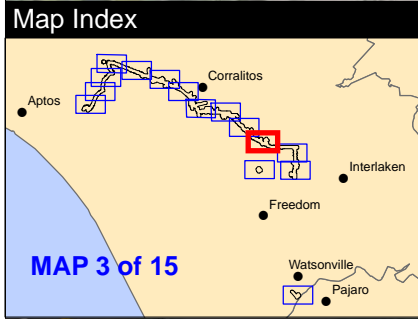 Map Index
Corralitos
Aptos
Interlaken
Freedom
MAP 3 of 15
Watsonville
Pajaro